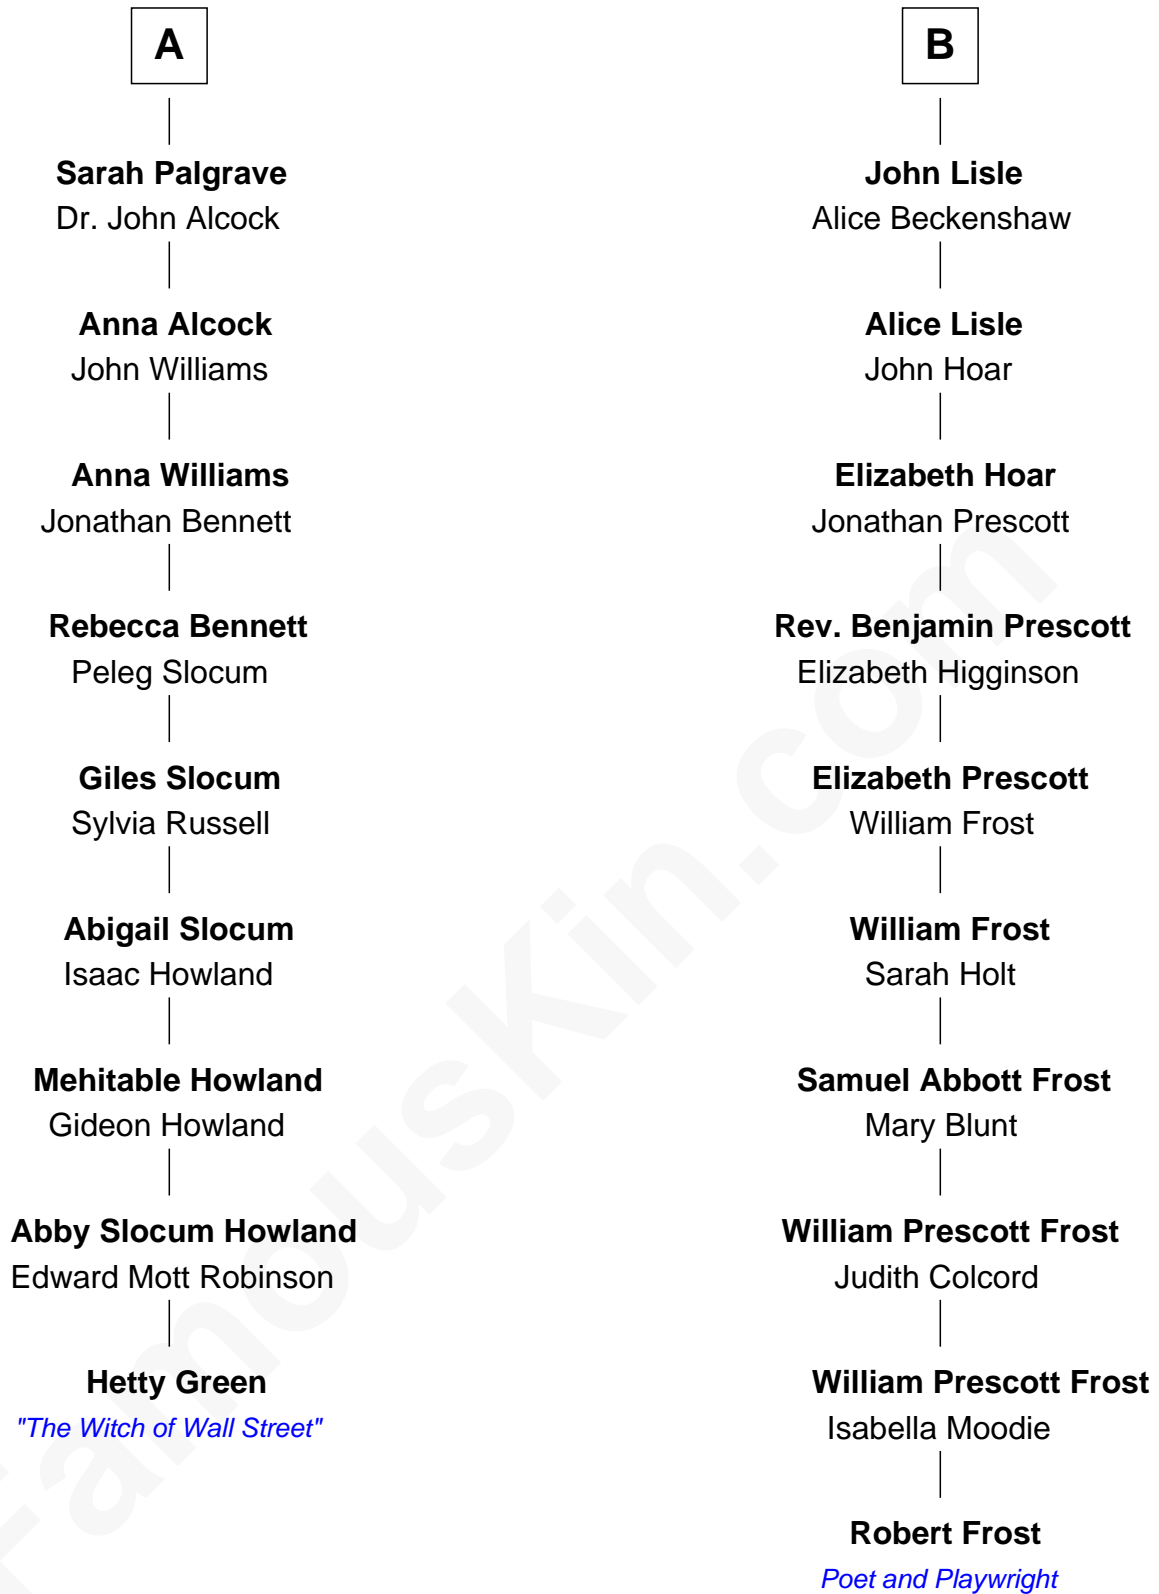 A
Sarah Palgrave
Dr. John Alcock
Anna Alcock
John Williams
Anna Williams
Jonathan Bennett
Rebecca Bennett
Peleg Slocum
Giles Slocum
Sylvia Russell
Abigail Slocum
Isaac Howland
Mehitable Howland
Gideon Howland
Abby Slocum Howland
Edward Mott Robinson
Hetty Green
"The Witch of Wall Street"
B
John Lisle
Alice Beckenshaw
Alice Lisle
John Hoar
Elizabeth Hoar
Jonathan Prescott
Rev. Benjamin Prescott
Elizabeth Higginson
Elizabeth Prescott
William Frost
William Frost
Sarah Holt
Samuel Abbott Frost
Mary Blunt
William Prescott Frost
Judith Colcord
William Prescott Frost
Isabella Moodie
Robert Frost
Poet and Playwright
FamousKin.com